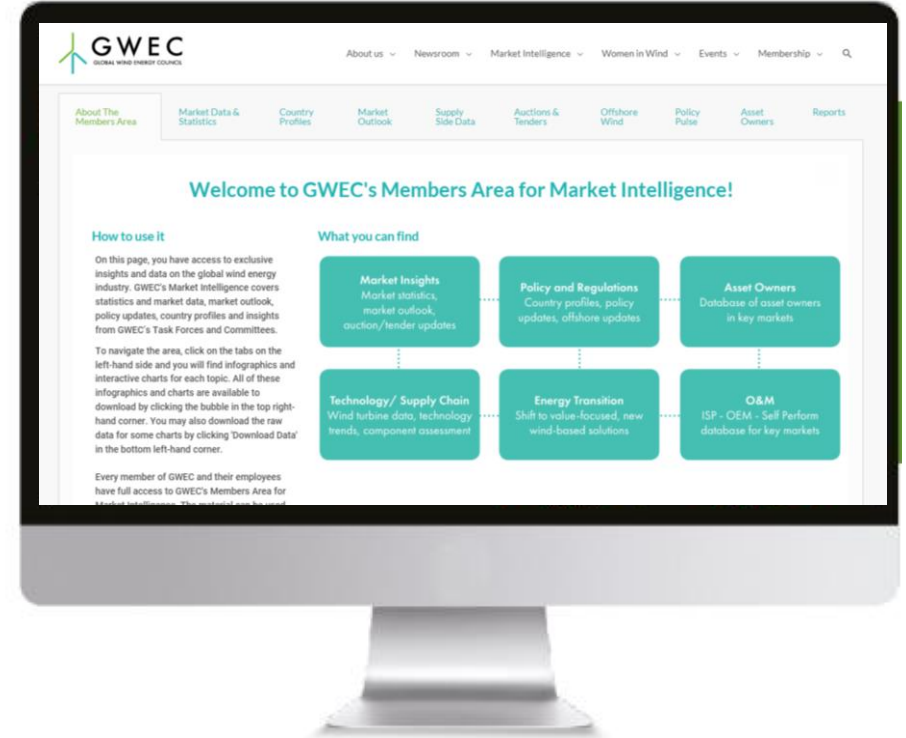 GWEC
GLOBAL WIND ENERGY COUNCIL
About us
Newsroom
Market Intelligence
Women in Wind
Events
Membership
About The
Members Area
Market Data &
Statistics
Country
Profiles
Market
Outlook
Supply
Side Data
Auctions &
Tenders
Offshore
Wind
Policy
Pulse
Asset
Owners
Reports
Welcome to GWEC's Members Area for Market Intelligence!
How to use it
On this page, you have access to exclusive
insights and data on the global wind energy
industry. GWEC's Market Intelligence covers
statistics and market data, market outlook,
policy updates, country profiles and insights
from GWEC's Task Forces and Committees.
To navigate the area, click on the tabs on the
left-hand side and you will find infographics and
interactive charts for each topic. All of these
infographics and charts are available to
download by clicking the bubble in the top right-
hand corner. You may also download the raw
data for some charts by clicking 'Download Data'
in the bottom left-hand corner.
Every member of GWEC and their employees
have full access to GWEC's Members Area for
Market Intelligence. The material can be used
What you can find
Market Insights
Market statistics,
market outlook,
auction/tender updates
Policy and Regulations
Country profiles, policy
updates, offshore updates
Asset Owners
Database of asset owners
in key markets
Technology/ Supply Chain
Wind turbine data, technology
trends, component assessment
Energy Transition
Shift to value-focused, new
wind-based solutions
O&M
ISP - OEM - Self Perform
database for key markets